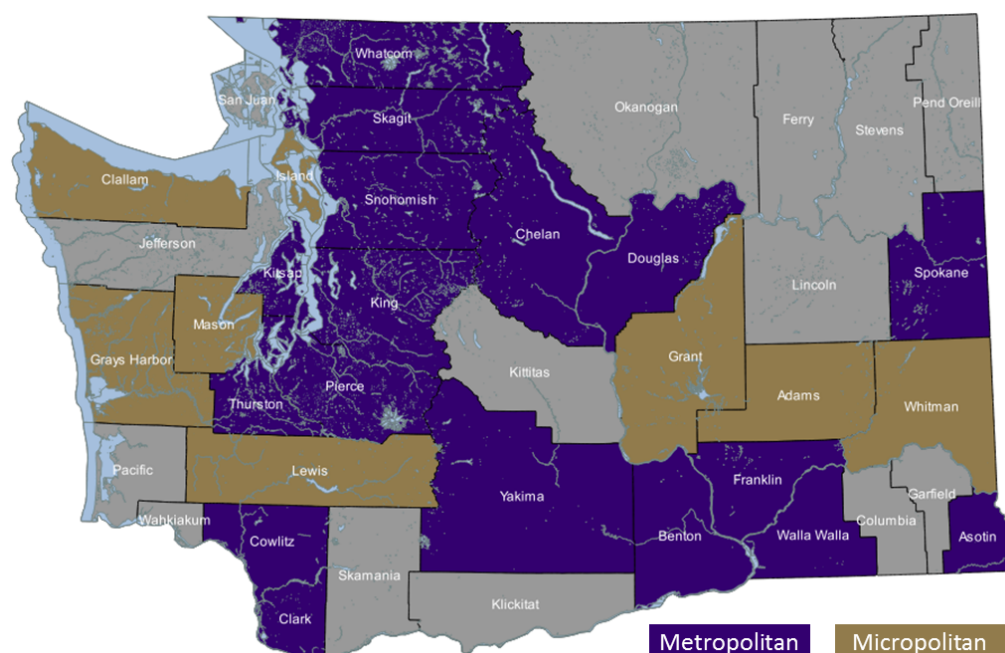 Whatcom
San Juan
Skagit
Okanogan
Ferry
Stevens
Pend Oreill
Clallam
Island
Snohomish
Jefferson
Chelan
Douglas
Kitsap
King
Lincoln
Spokane
Mason
Grays Harbor
Grant
Kittitas
Pierce
Thurston
Adams
Whitman
Lewis
Pacific
Yakima
Franklin
Garfield
Wahkiakum
Columbia
Cowlitz
Benton
Walla Walla
Asotin
Skamania
Klickitat
Clark
Metropolitan
Micropolitan